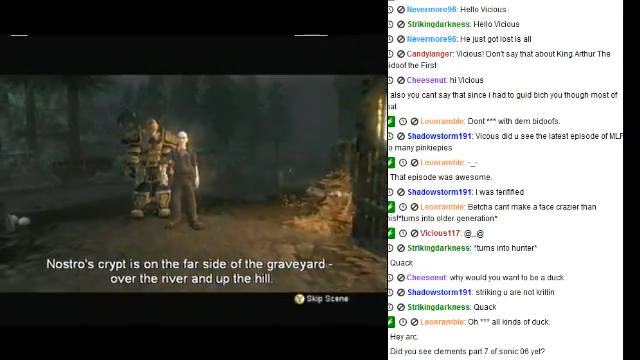 Nevermore96: Hello Vicious
Strikingdarkness: Hello Vicious
Nevermore96: He just got lost is all
Candylanger: Vicious! Don't say that about King Arthur The
idoof the First
Cheesenut: hi Vicious
also you cant say that since i had to guid bich you though most of
hat
Leonramble: Dont *** with dem bidoofs.
Shadowstorm191: Vicous did u see the latest episode of MLP
o many pinkiepies
Leonramble: -_-
That episode was awesome.
Shadowstorm191: I was terifified
Leonramble: Betcha cant make a face crazier than
his!*turns into older generation*
Vicious117: @_@
Strikingdarkness: *turns into hunter*
Quack
Cheesenut: why would you want to be a duck
Shadowstorm191: striking u are not krillin
Strikingdarkness: Quack
Leonramble: Oh *** all kinds of duck.
Hey arc.
Did you see clements part 7 of sonic 06 yet?
Nostro's crypt is on the far side of the graveyard -
over the river and up the hill.
Y Skip Scene